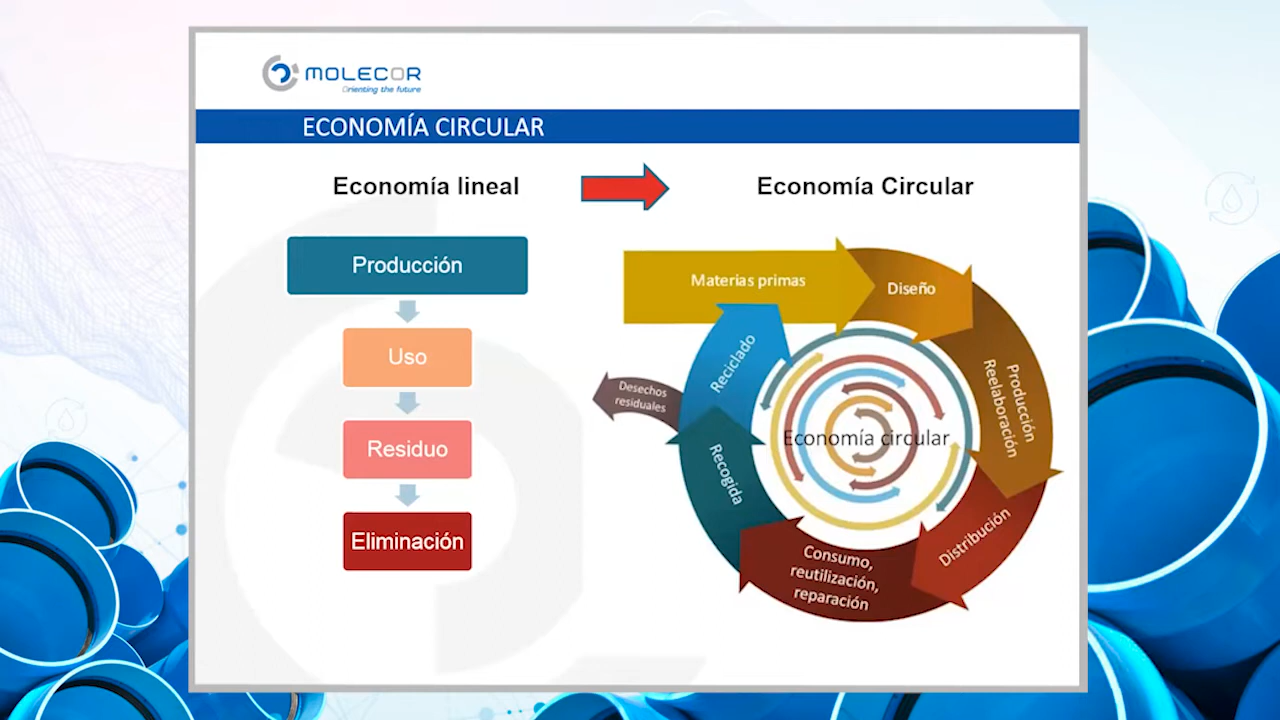 MOLECOR
Orienting the future
ECONOMÍA CIRCULAR
Economía lineal
Economía Circular
Producción
Uso
Residuo
Eliminación
Materias primas
Diseño
Producción
Reelaboración
Distribución
Consumo,
reutilización,
reparación
Recogida
Reciclado
Desechos
residuales
Economía circular